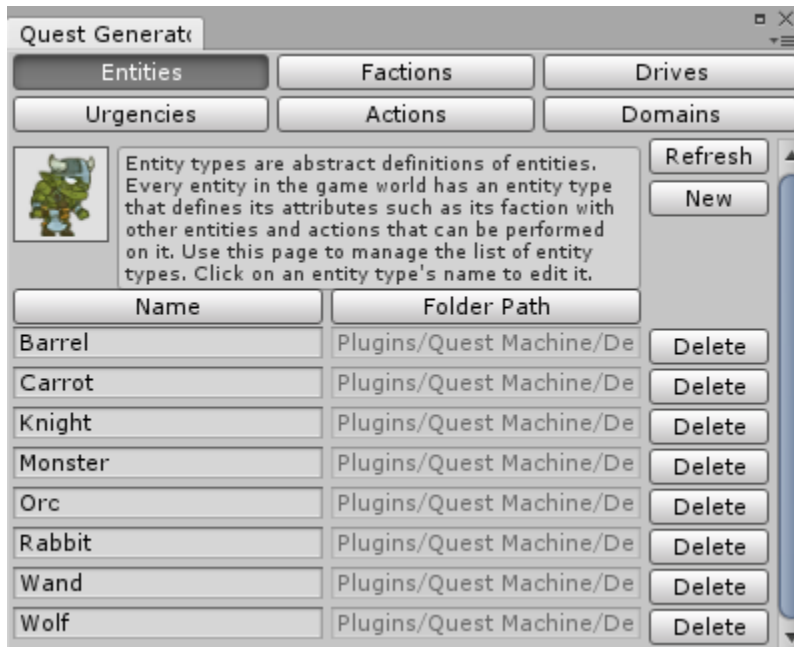 Quest Generato
Entities Factions Drives
Urgencies Actions Domains
Entity types are abstract definitions of entities.
Every entity in the game world has an entity type
that defines its attributes such as its faction with
other entities and actions that can be performed
on it. Use this page to manage the list of entity
types. Click on an entity type's name to edit it.
Refresh
New
Name Folder Path
Barrel Plugins/Quest Machine/De Delete
Carrot Plugins/Quest Machine/De Delete
Knight Plugins/Quest Machine/De Delete
Monster Plugins/Quest Machine/De Delete
Orc Plugins/Quest Machine/De Delete
Rabbit Plugins/Quest Machine/De Delete
Wand Plugins/Quest Machine/De Delete
Wolf Plugins/Quest Machine/De Delete